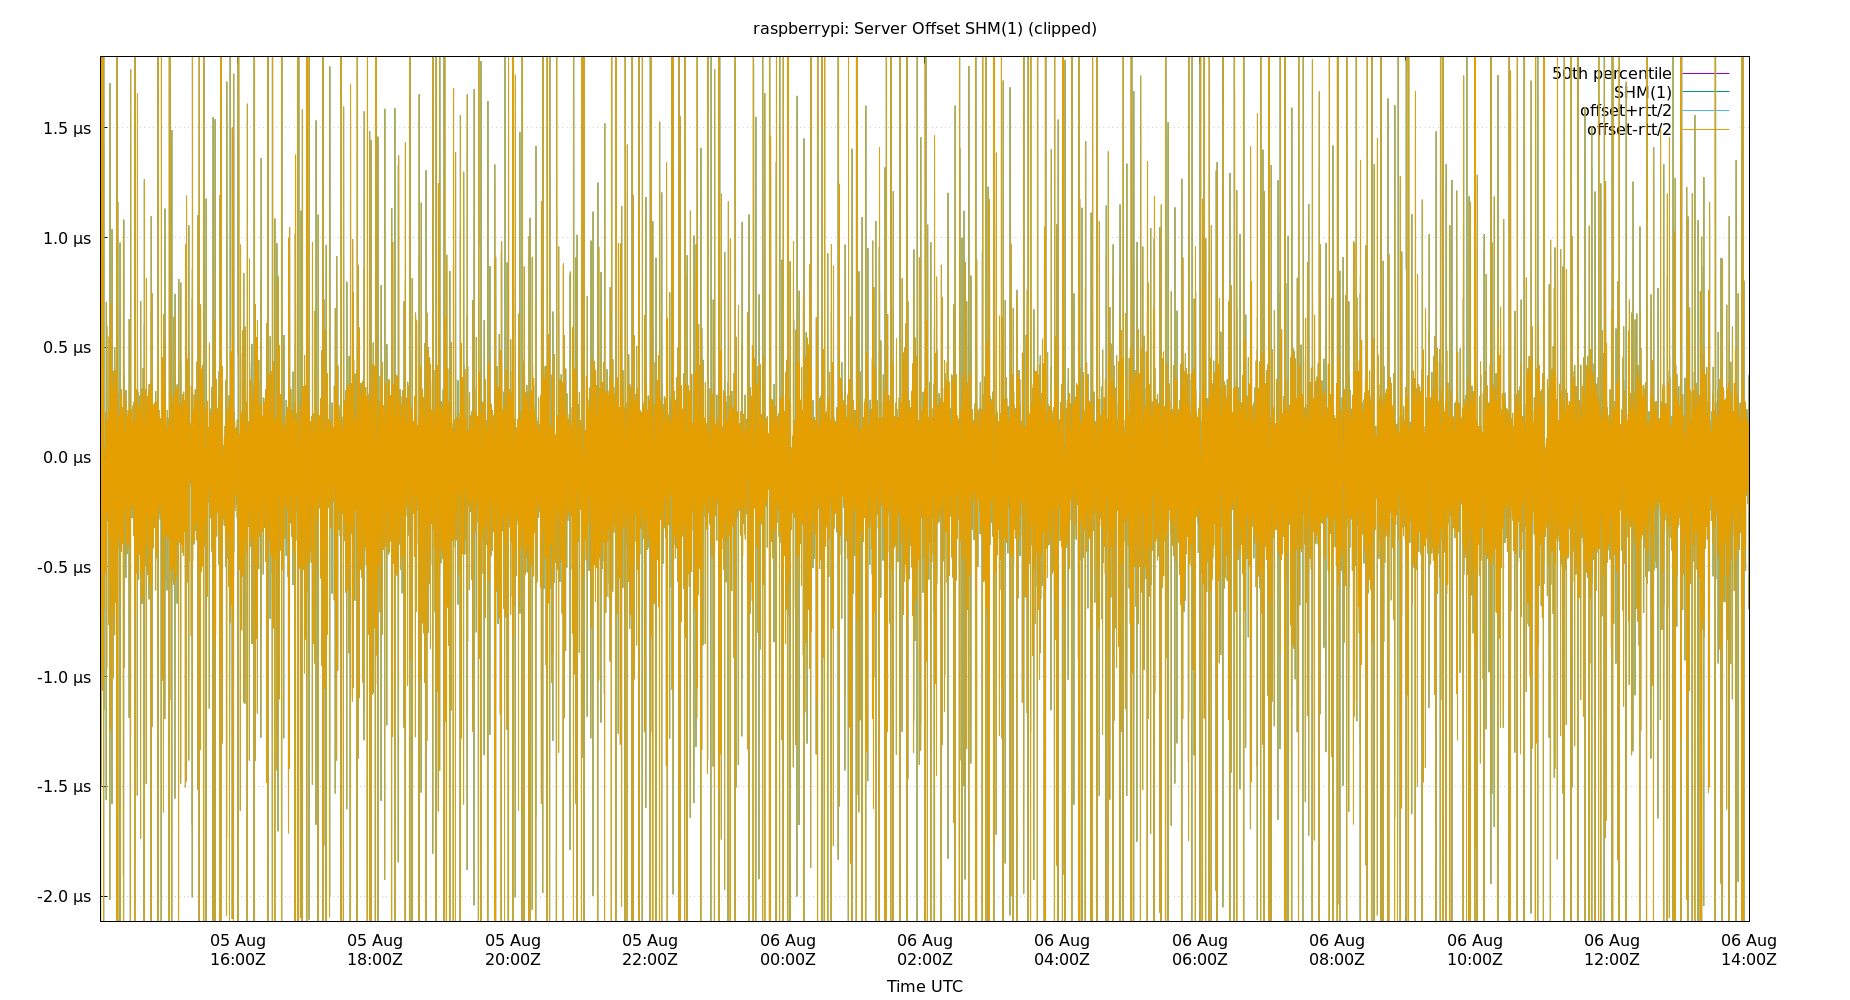 raspberrypi: Server Offset SHM(1) (clipped)
50th percentile
SHM(1)
offset+rtt/2
offset-rtt/2
1.5 µs
1.0 µs
0.5 µs
0.0 µs
-0.5 µs
-1.0 µs
-1.5 µs
-2.0 µs
05 Aug 05 Aug 05 Aug 05 Aug 06 Aug 06 Aug 06 Aug 06 Aug 06 Aug 06 Aug 06 Aug 06 Aug
16:00Z 18:00Z 20:00Z 22:00Z 00:00Z 02:00Z 04:00Z 06:00Z 08:00Z 10:00Z 12:00Z 14:00Z
Time UTC